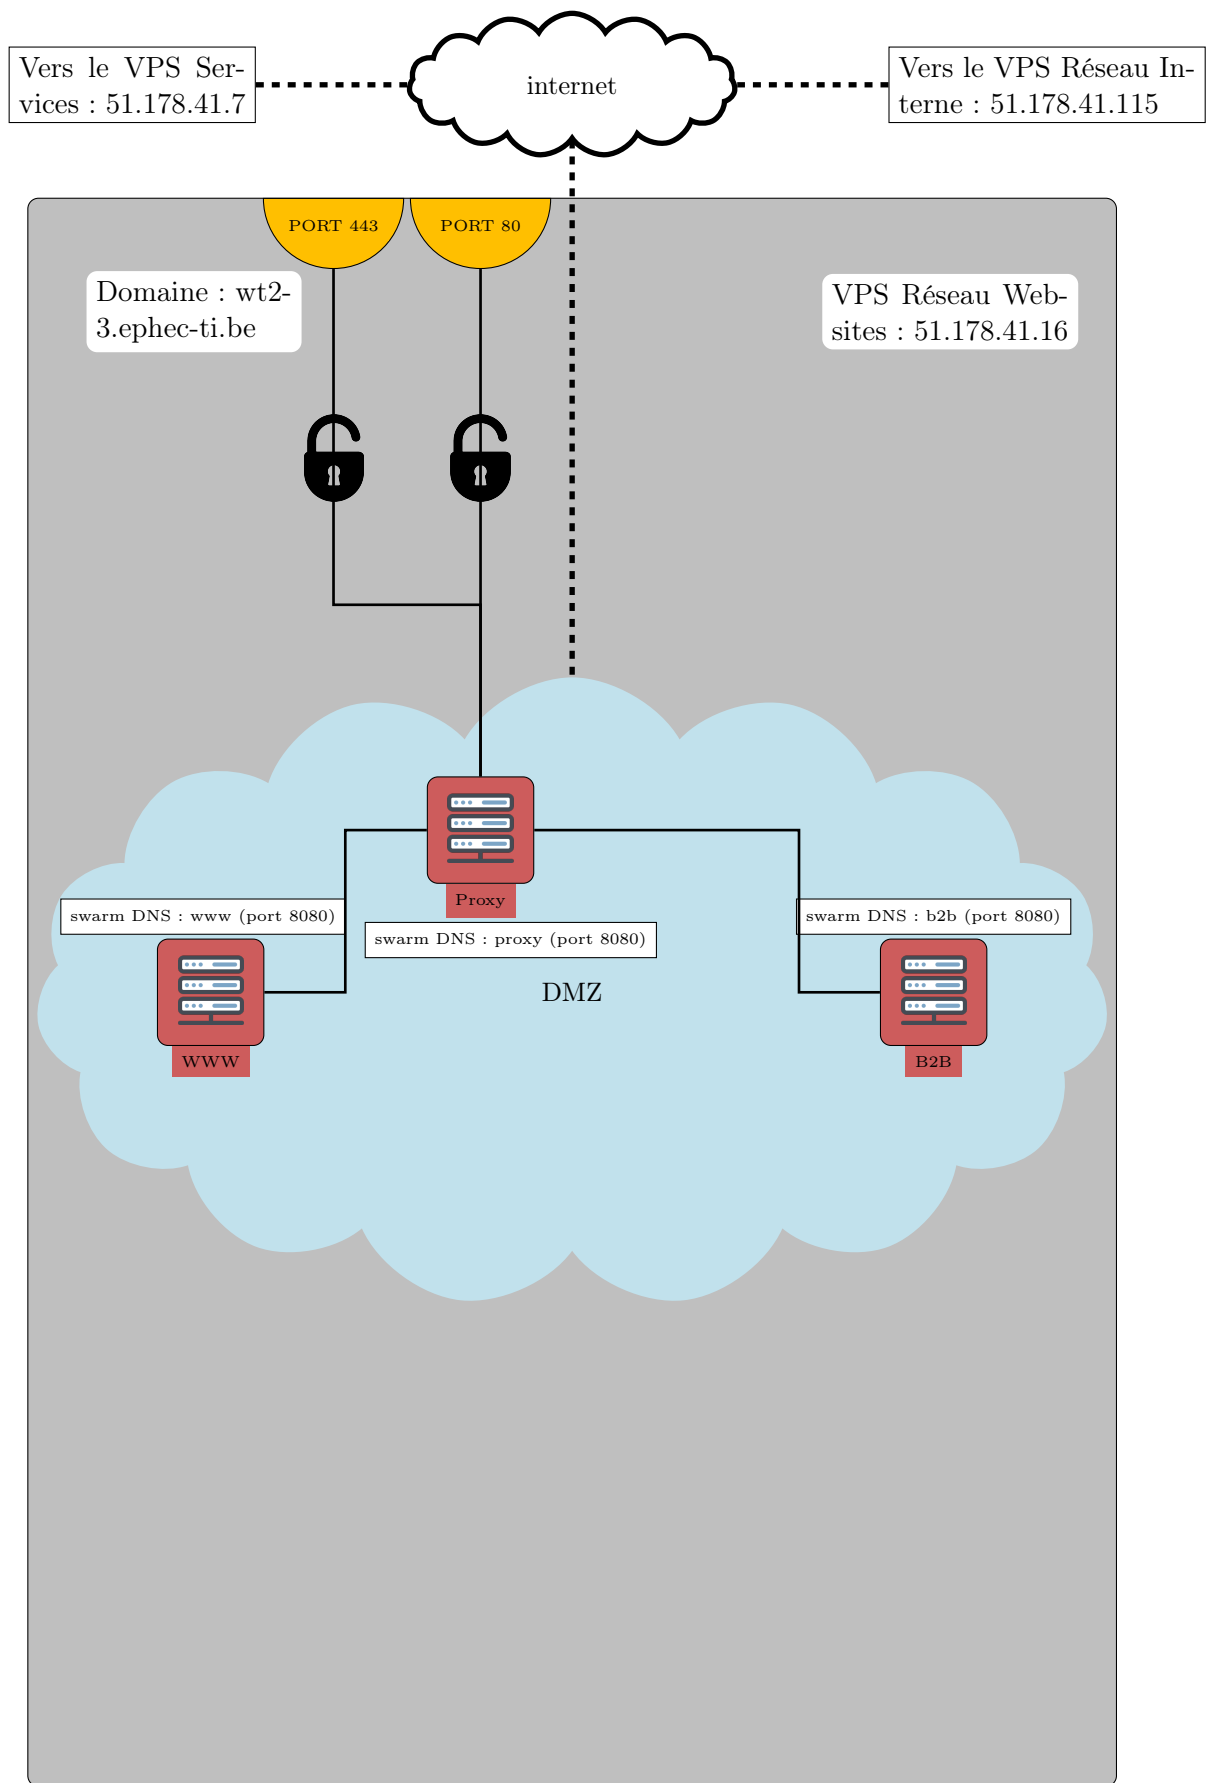 Vers le VPS Ser-
vices : 51.178.41.7
internet
Vers le VPS Réseau In-
terne : 51.178.41.115
PORT 443
PORT 80
Domaine : wt2-
3.ephec-ti.be
VPS Réseau Web-
sites : 51.178.41.16
Proxy
swarm DNS : www (port 8080)
swarm DNS : proxy (port 8080)
swarm DNS : b2b (port 8080)
DMZ
WWW
B2B